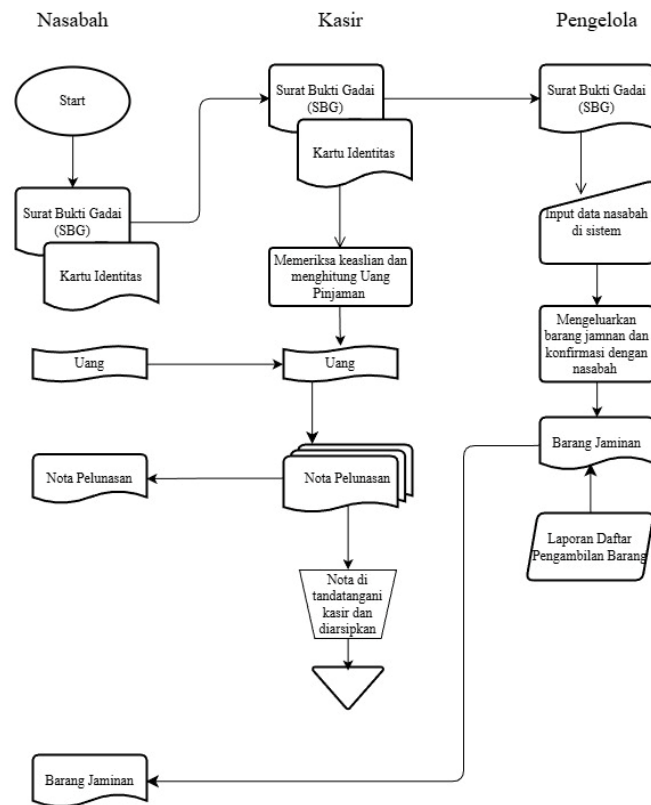 Nasabah
Kasir
Pengelola
Start
Surat Bukti Gadai
(SBG)
Kartu Identitas
Surat Bukti Gadai
(SBG)
Kartu Identitas
Surat Bukti Gadai
(SBG)
Memeriksa keaslian dan
menghitung Uang
Pinjaman
Input data nasabah
di sistem
Uang
Uang
Mengeluarkan
barang jamnan dan
konfirmasi dengan
nasabah
Nota Pelunasan
Nota Pelunasan
Barang Jaminan
Laporan Daftar
Pengambilan Barang
Nota di
tandatangani
kasir dan
diarsipkan
Barang Jaminan